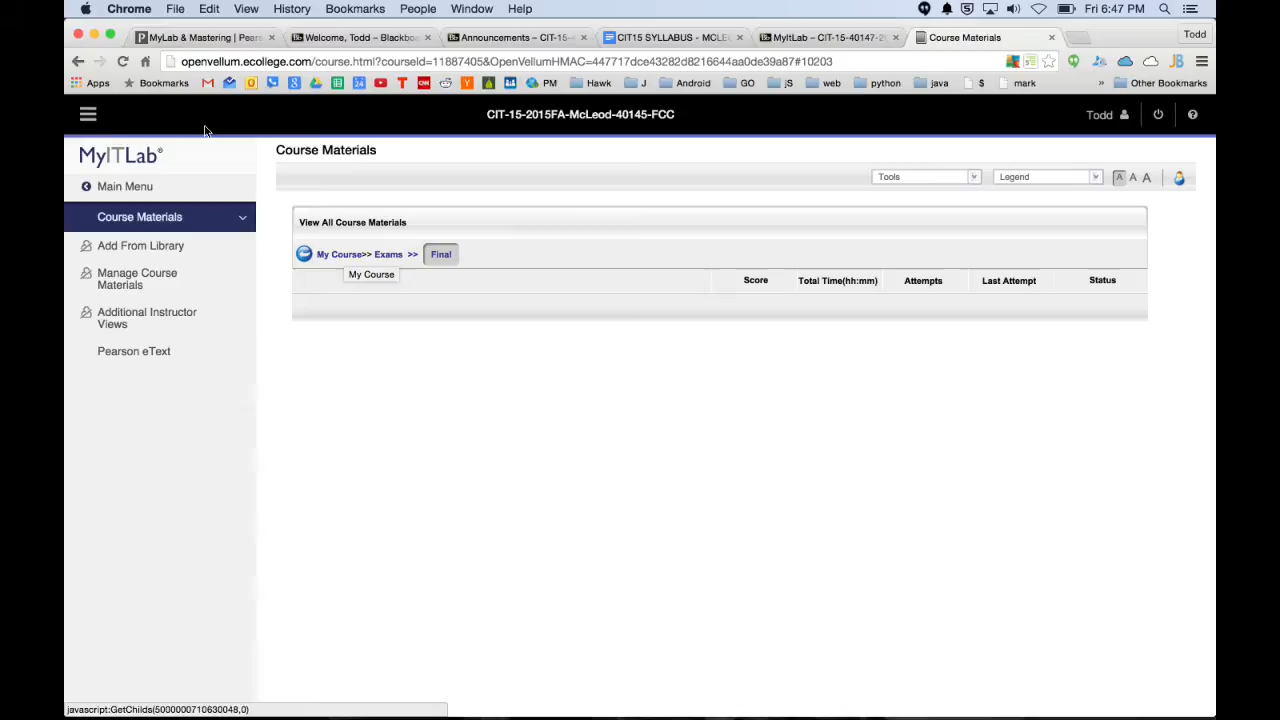 Chrome File Edit View History Bookmarks People Window Help Fri 6:47 PM
MyLab & Mastering | Pears Welcome, Todd – Blackbo Announcements – CIT-15- CIT15 SYLLABUS - MCLE MyItLab – CIT-15-40147-2 Course Materials Todd
openvellum.ecollege.com/course.html?courseId=11887405&OpenVellumHMAC=447717dce43282d8216644aa0de39a87#10203
Apps Bookmarks PM Hawk J Android GO jS web python java $ mark » Other Bookmarks
CIT-15-2015FA-McLeod-40145-FCC Todd
MyITLab®
Course Materials
Main Menu
Tools Legend A A A
Course Materials
View All Course Materials
Add From Library
My Course>> Exams >> Final
Manage Course
Materials
My Course
Score Total Time(hh:mm) Attempts Last Attempt Status
Additional Instructor
Views
Pearson eText
javascript:GetChilds(5000000710630048,0)